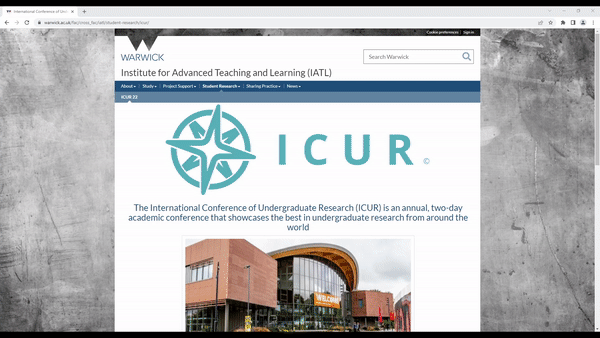 International Conference of Un
warwick.ac.uk/fac/cross_fac/iatl/student-research/icur/
Cookie preferences Sign in
WARWICK
Search Warwick
Institute for Advanced Teaching and Learning (IATL)
About Study Project Support Student Research Sharing Practice News
ICUR 22
ICUR ©
The International Conference of Undergraduate Research (ICUR) is an annual, two-day
academic conference that showcases the best in undergraduate research from around the
world
WELCOME